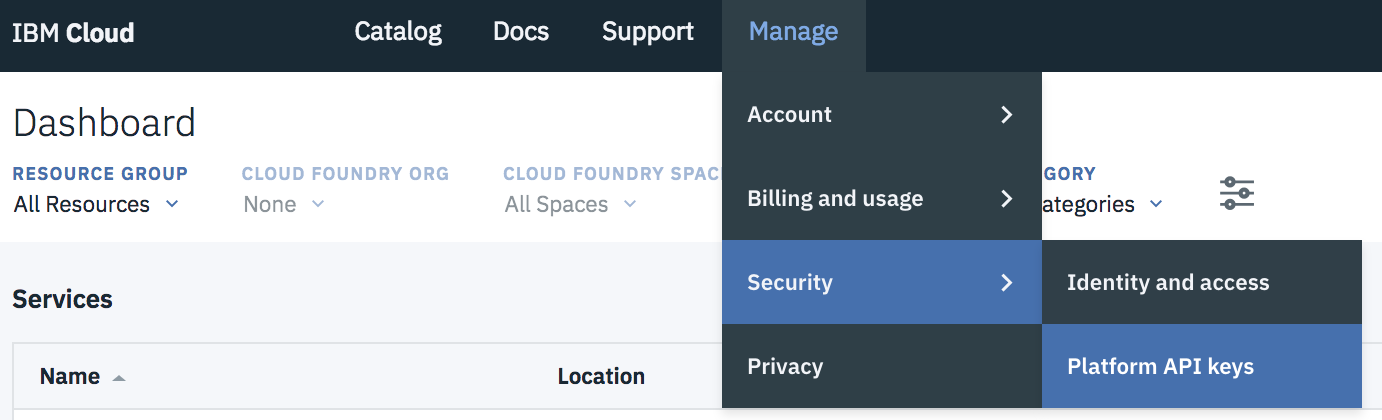 IBM Cloud Catalog Docs Support Manage
Dashboard
Account
RESOURCE GROUP CLOUD FOUNDRY ORG CLOUD FOUNDRY SPAC GORY
All Resources None All Spaces ategories
Billing and usage
Security
Identity and access
Privacy
Platform API keys
Services
Name Location